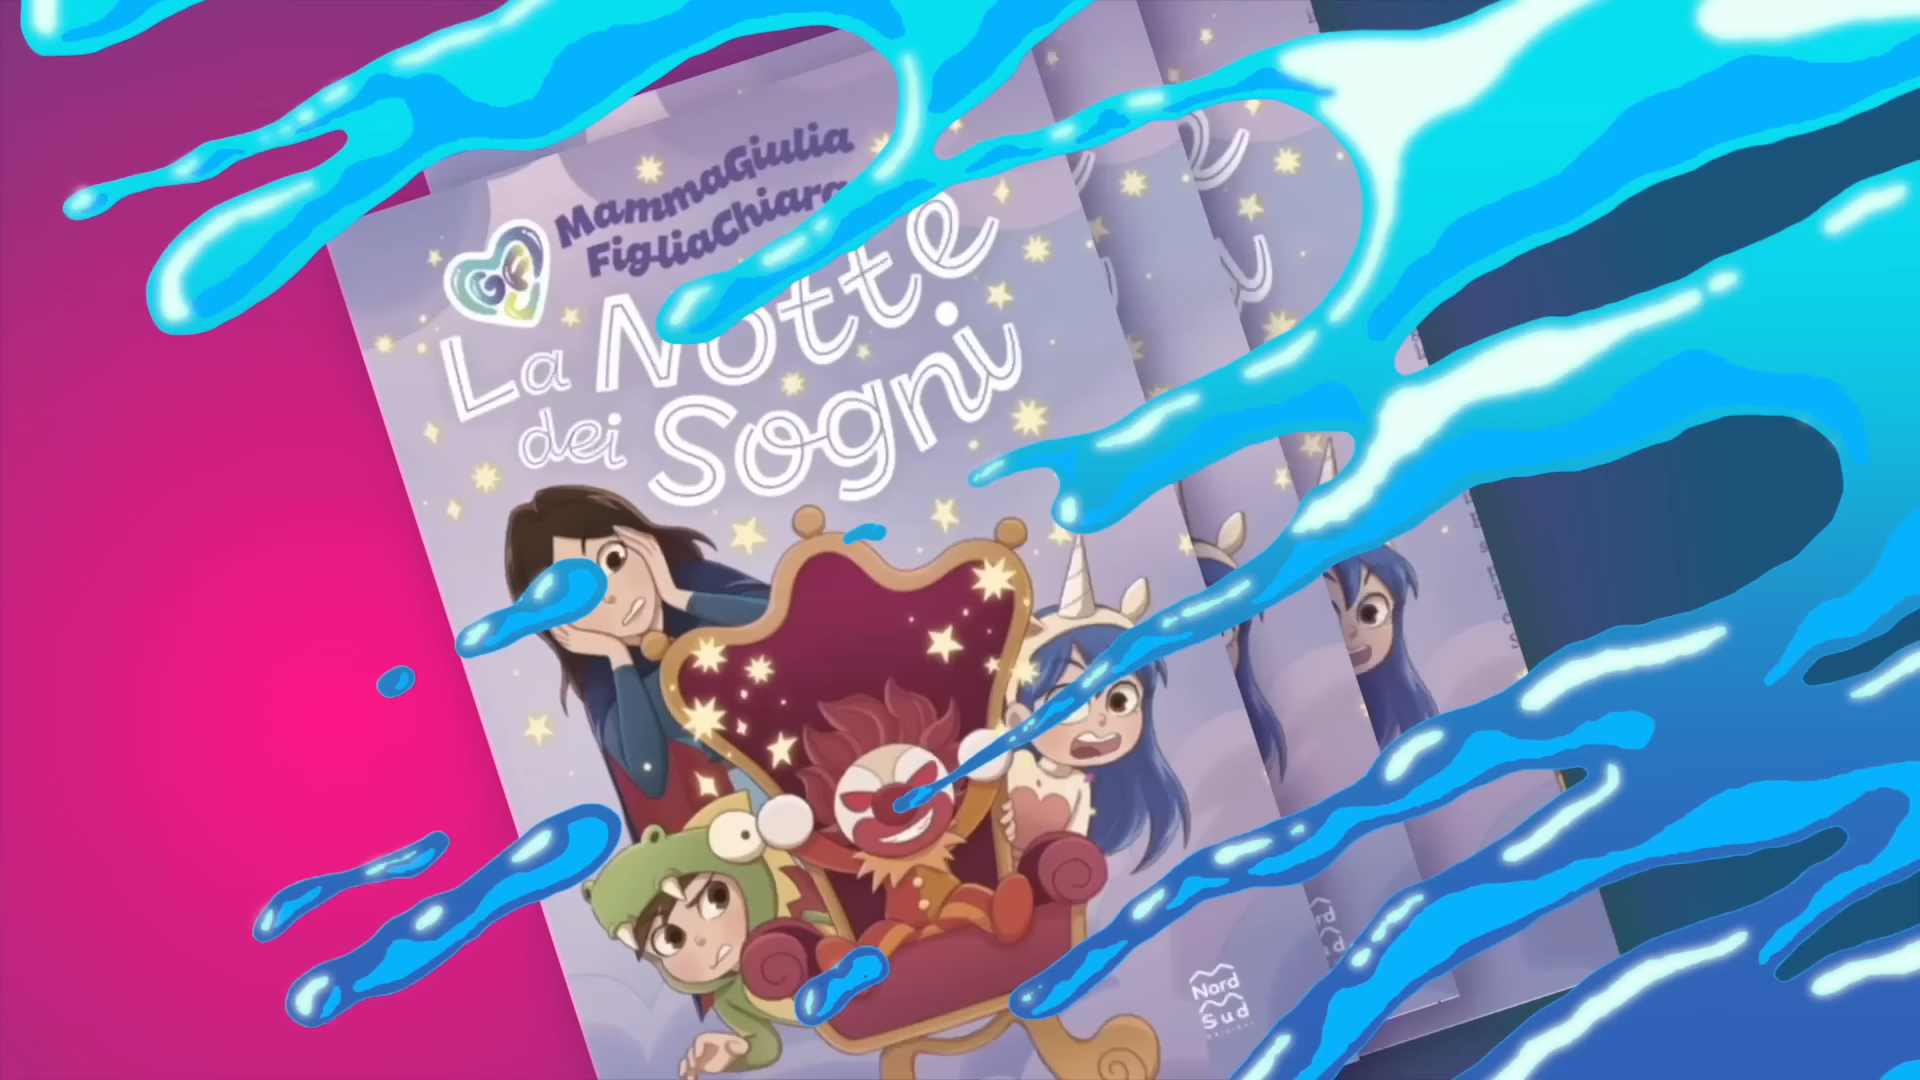 MammaGiulia
FigliaChiara
La Notte
dei Sogni
Nord
Sud